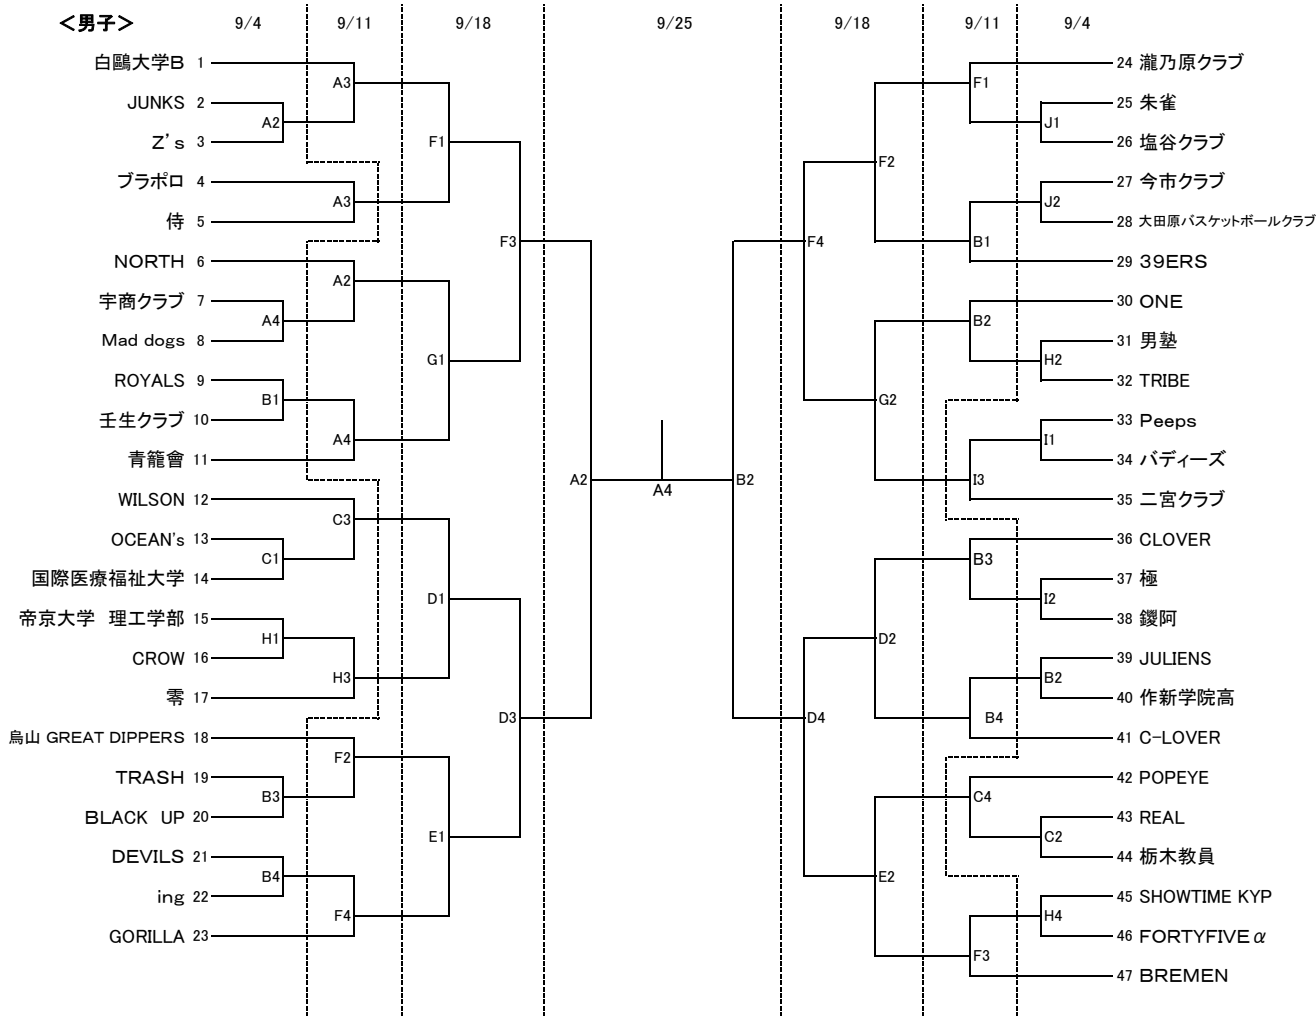 ＜男子＞ 9/4 9/11 9/18 9/25 9/18 9/11 9/4
白鷗大学B 1
JUNKS 2
Z's 3
ブラポロ 4
侍 5
NORTH 6
宇商クラブ 7
Mad dogs 8
ROYALS 9
壬生クラブ 10
青龍會 11
WILSON 12
OCEAN's 13
国際医療福祉大学 14
帝京大学　理工学部 15
CROW 16
零 17
烏山 GREAT DIPPERS 18
TRASH 19
BLACK UP 20
DEVILS 21
ing 22
GORILLA 23
A2
A4
B1
C1
H1
B3
B4
A3
A3
A2
A4
C3
H3
F2
F4
F1
G1
D1
E1
F3
D3
A2
A4
B2
F4
D4
F2
G2
D2
E2
F1
B1
B2
I3
B3
B4
C4
F3
J1
J2
H2
I1
I2
B2
C2
H4
24 瀧乃原クラブ
25 朱雀
26 塩谷クラブ
27 今市クラブ
28 大田原バスケットボールクラブ
29 39ERS
30 ONE
31 男塾
32 TRIBE
33 Peeps
34 バディーズ
35 二宮クラブ
36 CLOVER
37 極
38 鑁阿
39 JULIENS
40 作新学院高
41 C-LOVER
42 POPEYE
43 REAL
44 栃木教員
45 SHOWTIME KYP
46 FORTYFIVEα
47 BREMEN